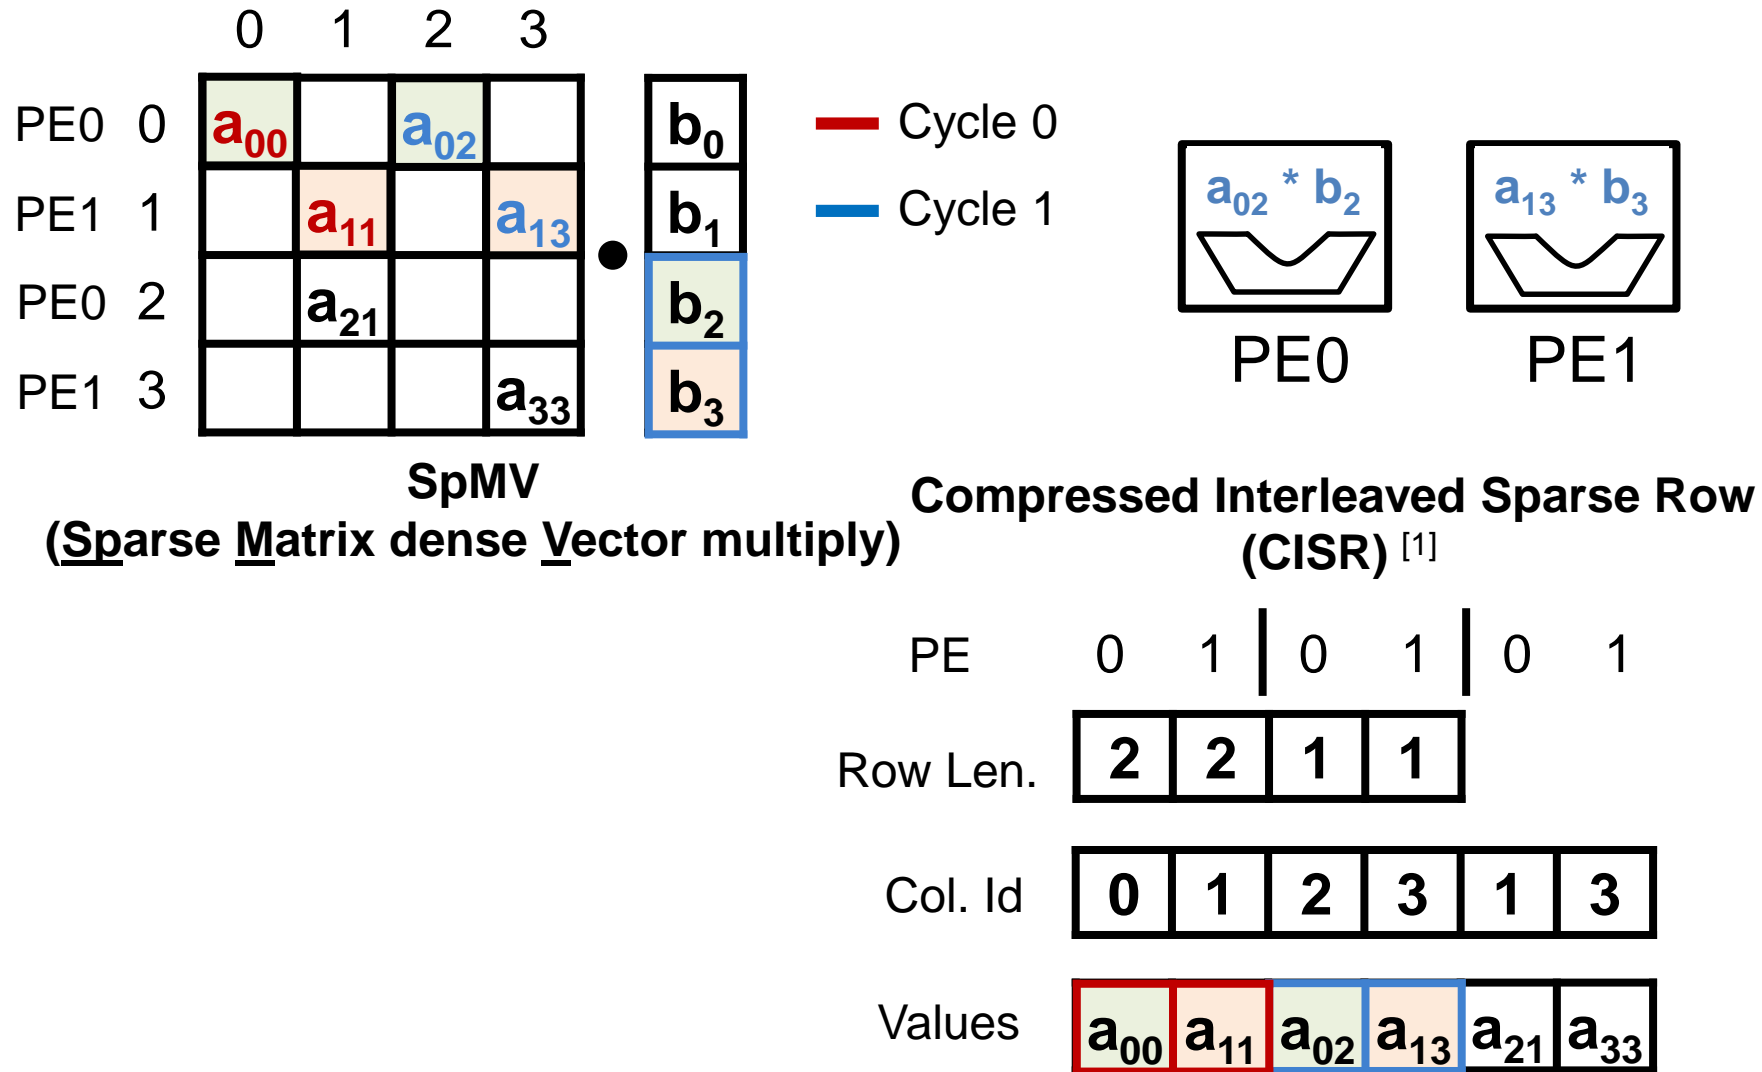 0 1 2 3
PE0 0 a00 a02 b0
PE1 1 a11 a13 b1
PE0 2 a21 b2
PE1 3 a33 b3
Cycle 0
Cycle 1
a02 * b2 a13 * b3
PE0 PE1
SpMV
(Sparse Matrix dense Vector multiply)
Compressed Interleaved Sparse Row
(CISR) [1]
PE 0 1 0 1 0 1
Row Len. 2 2 1 1
Col. Id 0 1 2 3 1 3
Values a00 a11 a02 a13 a21 a33